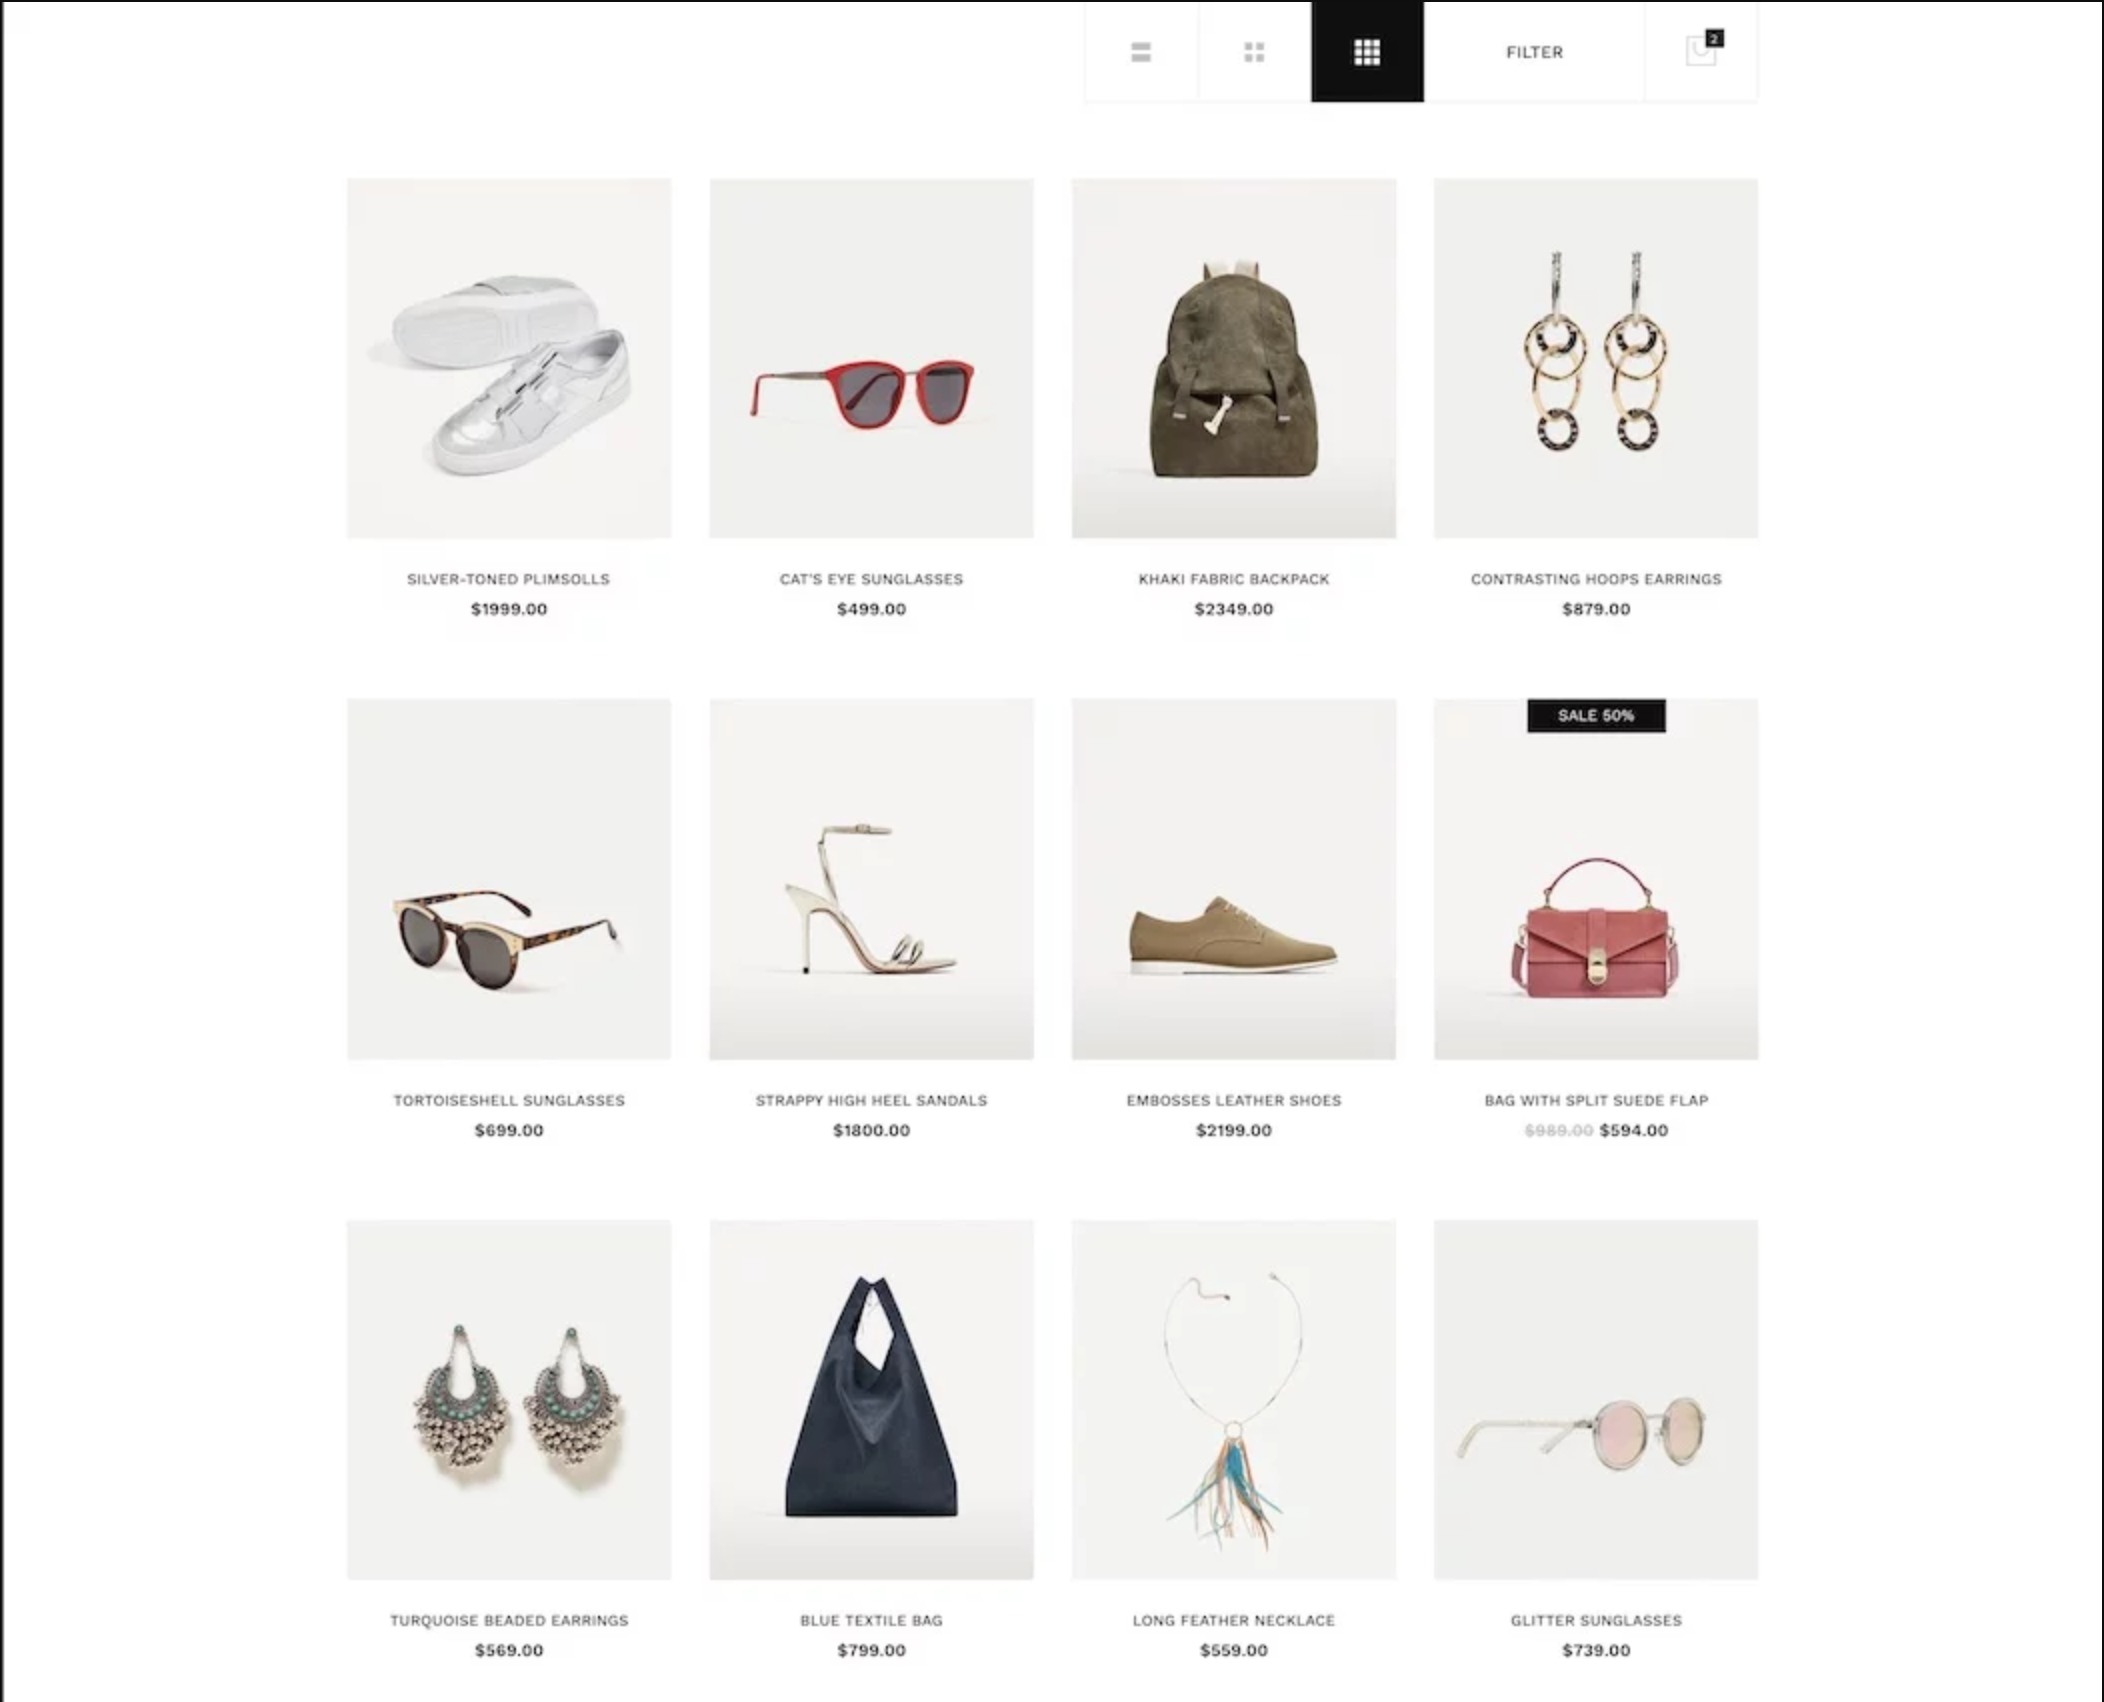 FILTER
2
SILVER-TONED PLIMSOLLS
$1999.00
CAT'S EYE SUNGLASSES
$499.00
KHAKI FABRIC BACKPACK
$2349.00
CONTRASTING HOOPS EARRINGS
$879.00
TORTOISESHELL SUNGLASSES
$699.00
STRAPPY HIGH HEEL SANDALS
$1800.00
EMBOSSES LEATHER SHOES
$2199.00
SALE 50%
BAG WITH SPLIT SUEDE FLAP
$989.00 $594.00
TURQUOISE BEADED EARRINGS
$569.00
BLUE TEXTILE BAG
$799.00
LONG FEATHER NECKLACE
$559.00
GLITTER SUNGLASSES
$739.00